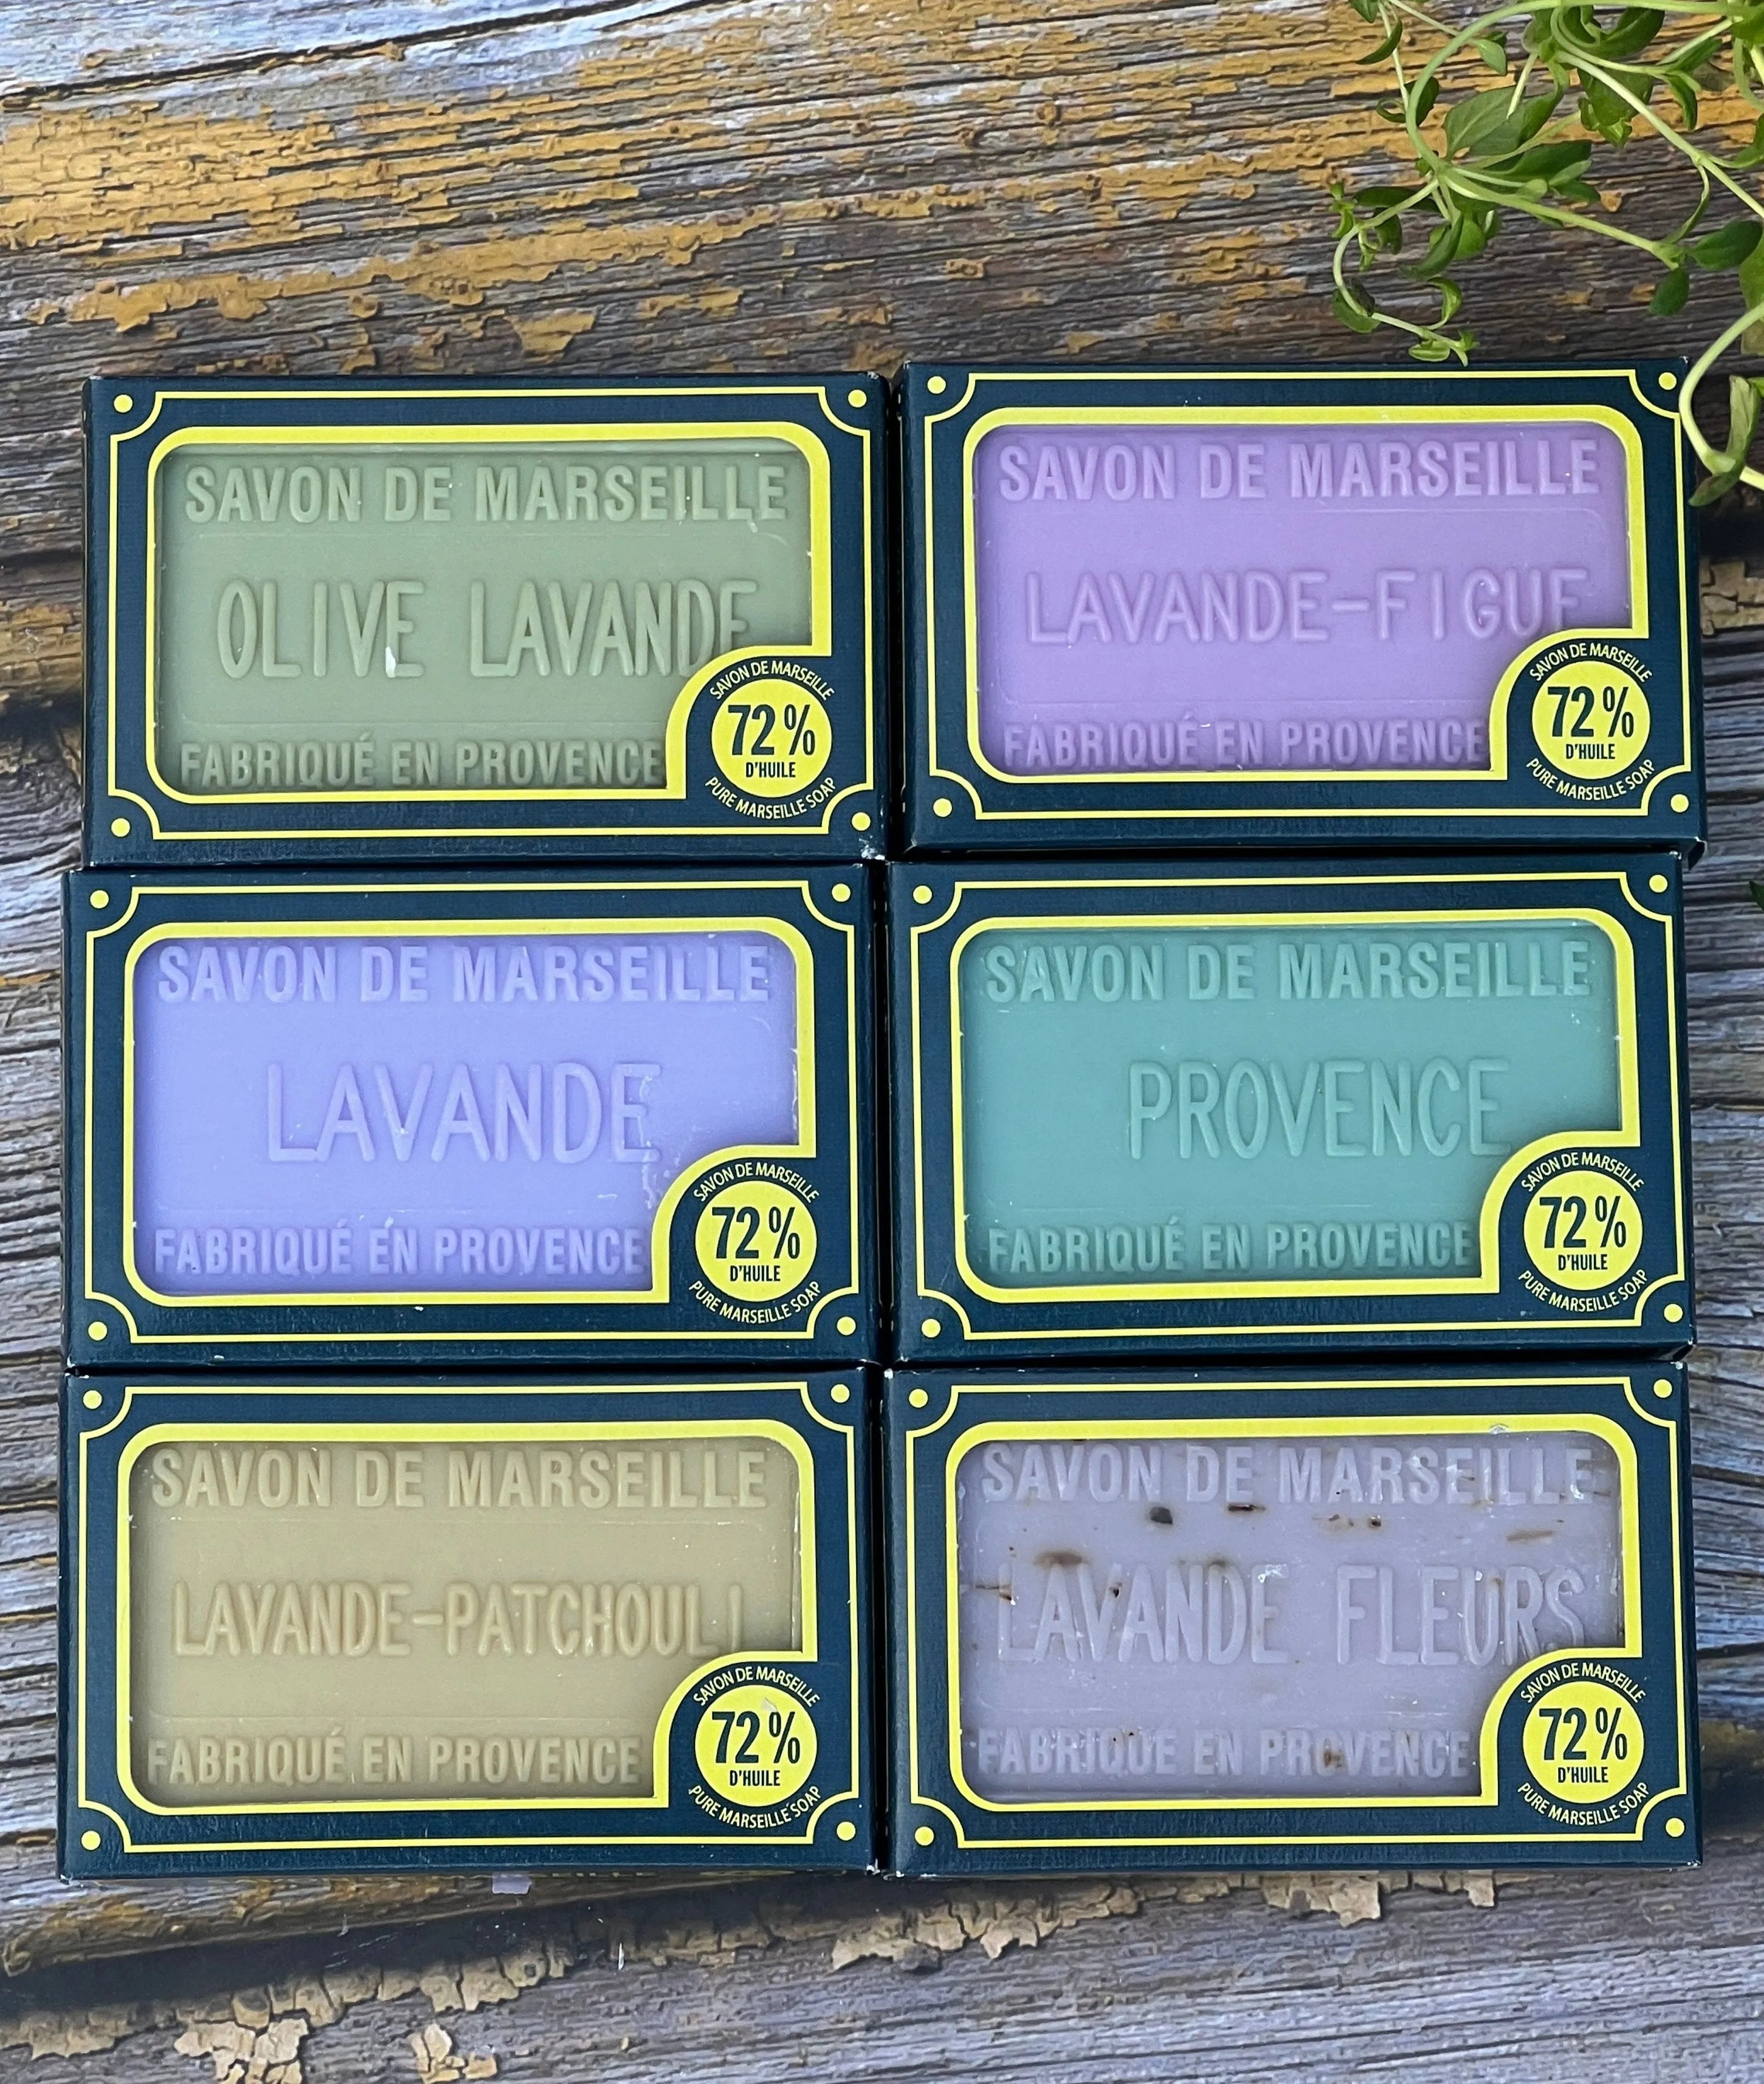 SAVON DE MARSEILLE
OLIVE LAVANDE
FABRIQUÉ EN PROVENCE
SAVON DE MARSEILLE
72%
D'HUILE
PURE MARSEILLE SOAP
SAVON DE MARSEILLE
LAVANDE-FIGUE
FABRIQUÉ EN PROVENCE
SAVON DE MARSEILLE
72%
D'HUILE
PURE MARSEILLE SOAP
SAVON DE MARSEILLE
LAVANDE
FABRIQUÉ EN PROVENCE
SAVON DE MARSEILLE
72%
D'HUILE
PURE MARSEILLE SOAP
SAVON DE MARSEILLE
PROVENCE
FABRIQUÉ EN PROVENCE
SAVON DE MARSEILLE
72%
D'HUILE
PURE MARSEILLE SOAP
SAVON DE MARSEILLE
LAVANDE-PATCHOULI
FABRIQUÉ EN PROVENCE
SAVON DE MARSEILLE
72%
D'HUILE
PURE MARSEILLE SOAP
SAVON DE MARSEILLE
LAVANDE FLEURS
FABRIQUÉ EN PROVENCE
SAVON DE MARSEILLE
72%
D'HUILE
PURE MARSEILLE SOAP